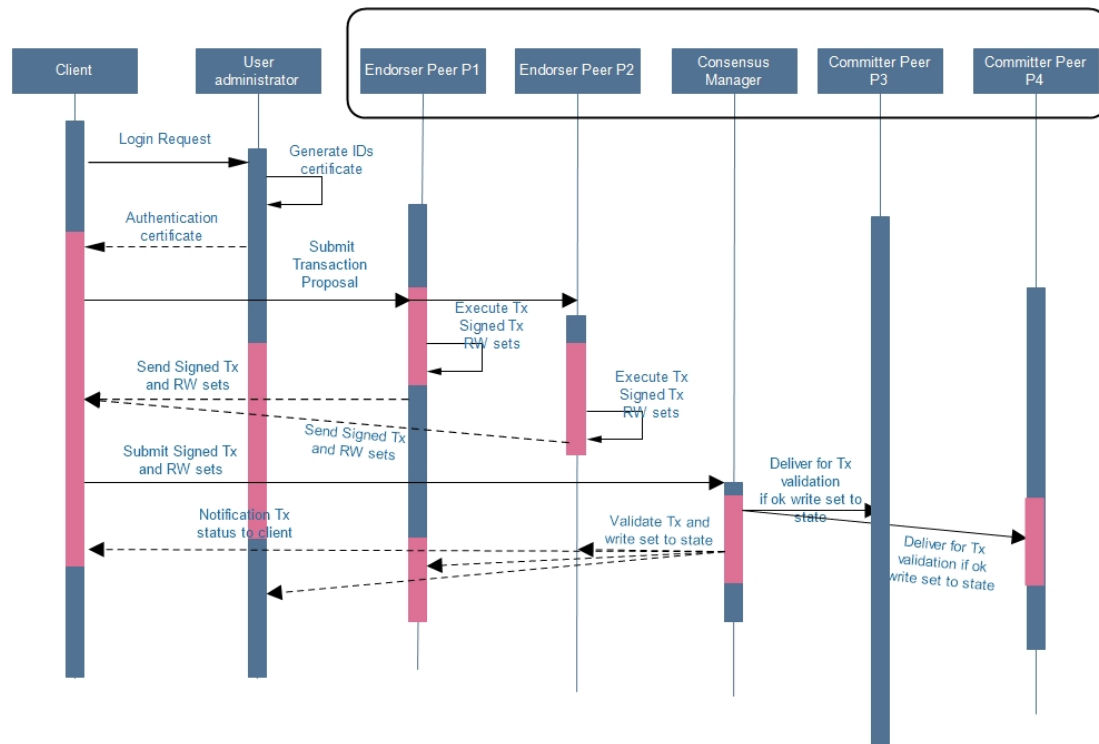 Client
User
administrator
Endorser Peer P1
Endorser Peer P2
Consensus
Manager
Committer Peer
P3
Committer Peer
P4
Login Request
Generate IDs
certificate
Authentication
certificate
Submit
Transaction
Proposal
Execute Tx
Signed Tx
RW sets
Send Signed Tx
and RW sets
Execute Tx
Signed Tx
RW sets
Send Signed Tx
and RW sets
Submit Signed Tx
and RW sets
Deliver for Tx
validation
if ok write set to
state
Notification Tx
status to client
Validate Tx and
write set to state
Deliver for Tx
validation if ok
write set to state